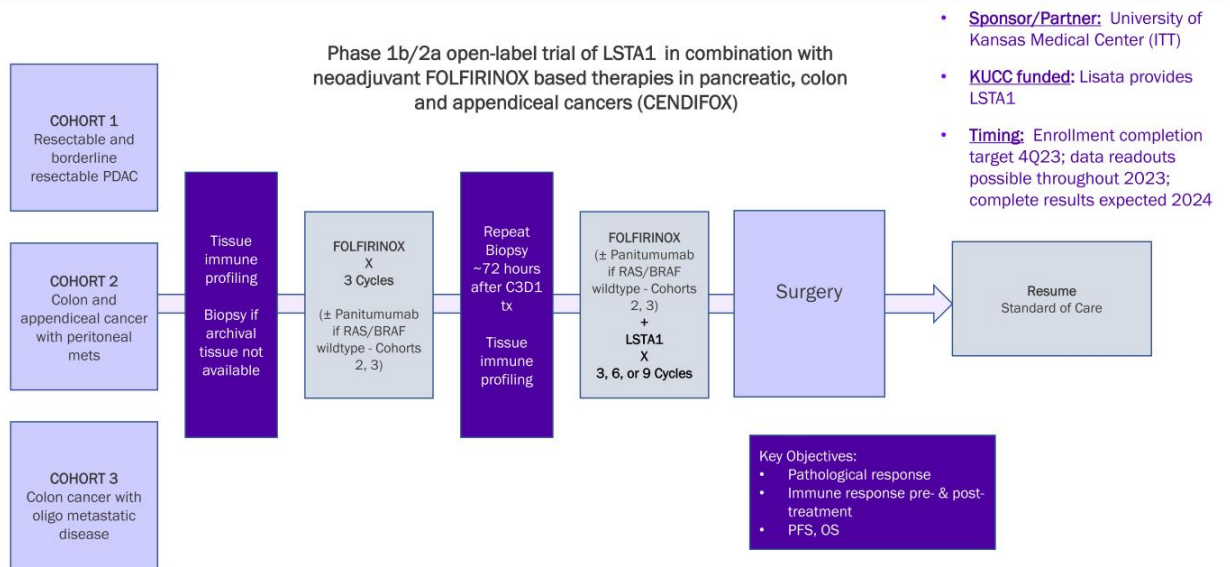 Phase 1b/2a open-label trial of LSTA1 in combination with
neoadjuvant FOLFIRINOX based therapies in pancreatic, colon
and appendiceal cancers (CENDIFOX)
• Sponsor/Partner: University of
Kansas Medical Center (ITT)
• KUCC funded: Lisata provides
LSTA1
• Timing: Enrollment completion
target 4Q23; data readouts
possible throughout 2023;
complete results expected 2024
COHORT 1
Resectable and
borderline
resectable PDAC
COHORT 2
Colon and
appendiceal cancer
with peritoneal
mets
COHORT 3
Colon cancer with
oligo metastatic
disease
Tissue
immune
profiling
Biopsy if
archival
tissue not
available
FOLFIRINOX
X
3 Cycles
(± Panitumumab
if RAS/BRAF
wildtype - Cohorts
2, 3)
Repeat
Biopsy
~72 hours
after C3D1
tx
Tissue
immune
profiling
FOLFIRINOX
(± Panitumumab
if RAS/BRAF
wildtype - Cohorts
2, 3)
+
LSTA1
X
3, 6, or 9 Cycles
Surgery
Resume
Standard of Care
Key Objectives:
• Pathological response
• Immune response pre- & post-
treatment
• PFS, OS